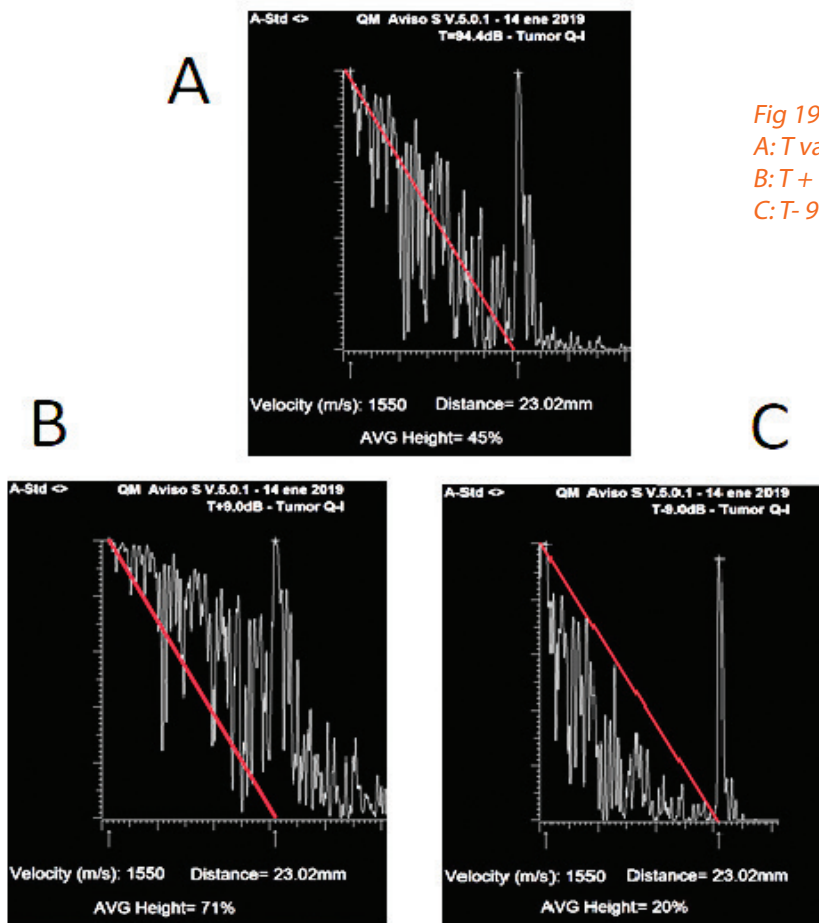 A
A-Std <> QM Aviso S V.5.0.1 - 14 ene 2019
T=94.4dB - Tumor Q-I
Velocity (m/s): 1550 Distance= 23.02mm
AVG Height= 45%
Fig 19
A: T va
B: T +
C: T- 9
B
A-Std <> QM Aviso S V.5.0.1 - 14 ene 2019
T+9.0dB - Tumor Q-I
Velocity (m/s): 1550 Distance= 23.02mm
AVG Height= 71%
C
A-Std <> QM Aviso S V.5.0.1 - 14 ene 2019
T-9.0dB - Tumor Q-I
Velocity (m/s): 1550 Distance= 23.02mm
AVG Height= 20%